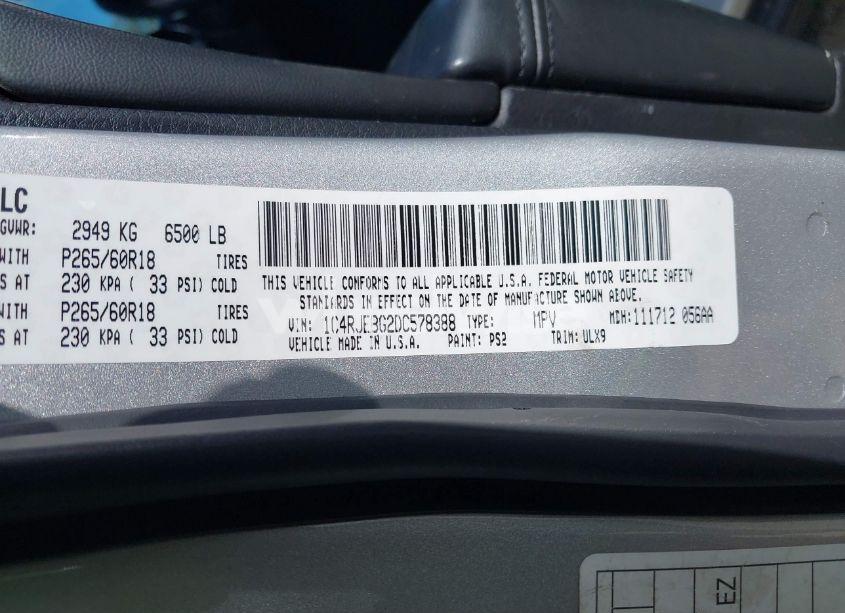 LC
GVWR: 2949 KG 6500 LB
WITH P265/60R18 TIRES
S AT 230 KPA ( 33 PSI) COLD
WITH P265/60R18 TIRES
S AT 230 KPA ( 33 PSI) COLD
THIS VEHICLE CONFORMS TO ALL APPLICABLE U.S.A. FEDERAL MOTOR VEHICLE SAFETY
STANDARDS IN EFFECT ON THE DATE OF MANUFACTURE SHOWN ABOVE.
VIN: 1C4RJEBG2DC578388 TYPE: MPV MDH: 111712 056AA
VEHICLE MADE IN U.S.A. PAINT: PS2 TRIM: ULX9
EZ